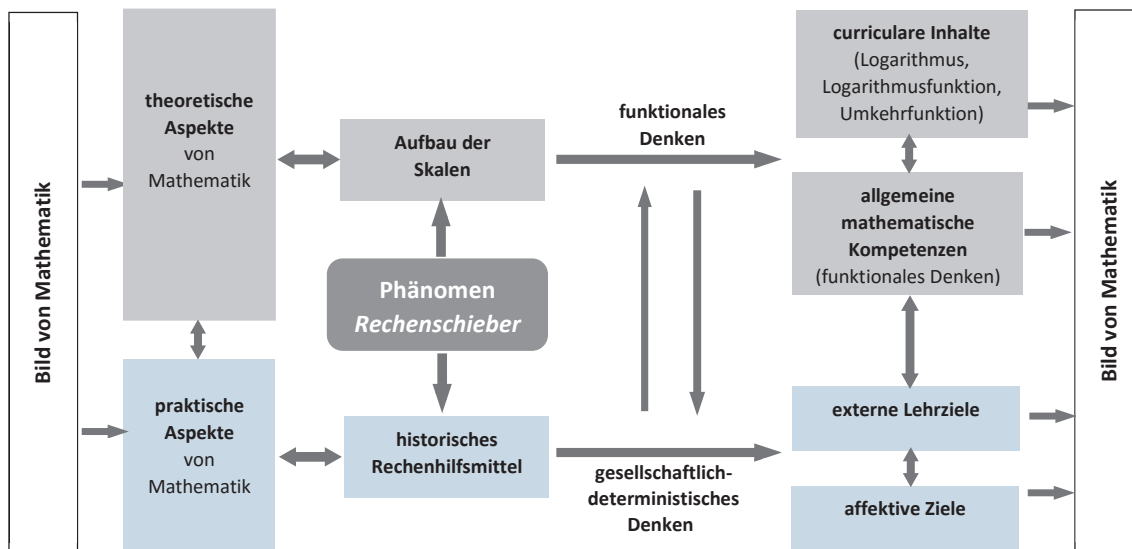 Bild von Mathematik
theoretische
Aspekte
von
Mathematik
praktische
Aspekte
von
Mathematik
Aufbau der
Skalen
Phänomen
Rechenschieber
historisches
Rechenhilfsmittel
funktionales
Denken
gesellschaftlich-
deterministisches
Denken
curriculare Inhalte
(Logarithmus,
Logarithmusfunktion,
Umkehrfunktion)
allgemeine
mathematische
Kompetenzen
(funktionales Denken)
externe Lehrziele
affektive Ziele
Bild von Mathematik